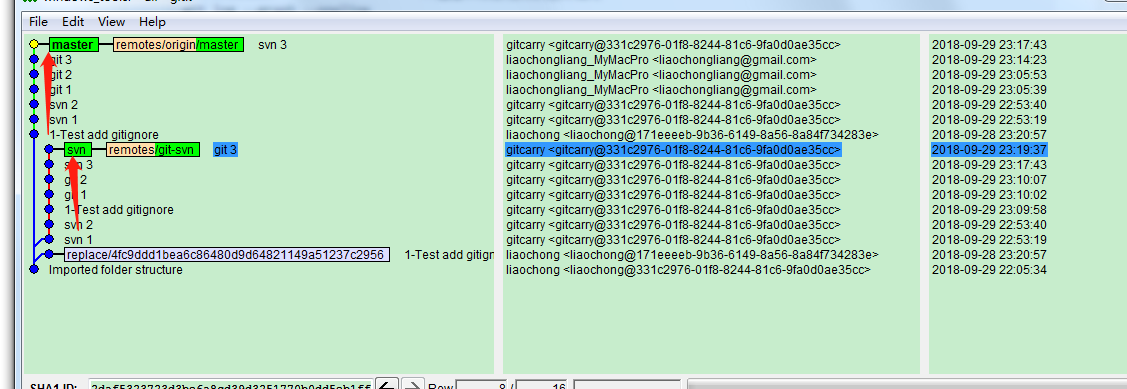 File Edit View Help
master remotes/origin/master svn 3 gitcarry <gitcarry@331c2976-01f8-8244-81c6-9fa0d0ae35cc> 2018-09-29 23:17:43
git 3 liaochongliang_MyMacPro <liaochongliang@gmail.com> 2018-09-29 23:14:23
git 2 liaochongliang_MyMacPro <liaochongliang@gmail.com> 2018-09-29 23:05:53
git 1 liaochongliang_MyMacPro <liaochongliang@gmail.com> 2018-09-29 23:05:39
svn 2 gitcarry <gitcarry@331c2976-01f8-8244-81c6-9fa0d0ae35cc> 2018-09-29 22:53:40
svn 1 gitcarry <gitcarry@331c2976-01f8-8244-81c6-9fa0d0ae35cc> 2018-09-29 22:53:19
1-Test add gitignore liaochong <liaochong@171eeeeb-9b36-6149-8a56-8a84f734283e> 2018-09-28 23:20:57
svn remotes/git-svn git 3 gitcarry <gitcarry@331c2976-01f8-8244-81c6-9fa0d0ae35cc> 2018-09-29 23:19:37
svn 3 gitcarry <gitcarry@331c2976-01f8-8244-81c6-9fa0d0ae35cc> 2018-09-29 23:17:43
git 2 gitcarry <gitcarry@331c2976-01f8-8244-81c6-9fa0d0ae35cc> 2018-09-29 23:10:07
git 1 gitcarry <gitcarry@331c2976-01f8-8244-81c6-9fa0d0ae35cc> 2018-09-29 23:10:02
1-Test add gitignore gitcarry <gitcarry@331c2976-01f8-8244-81c6-9fa0d0ae35cc> 2018-09-29 23:09:58
svn 2 gitcarry <gitcarry@331c2976-01f8-8244-81c6-9fa0d0ae35cc> 2018-09-29 22:53:40
svn 1 gitcarry <gitcarry@331c2976-01f8-8244-81c6-9fa0d0ae35cc> 2018-09-29 22:53:19
replace/4fc9ddd1bea6c86480d9d64821149a51237c2956 1-Test add gitign liaochong <liaochong@171eeeeb-9b36-6149-8a56-8a84f734283e> 2018-09-28 23:20:57
Imported folder structure liaochong <liaochong@331c2976-01f8-8244-81c6-9fa0d0ae35cc> 2018-09-29 22:05:34
SHA1 ID: Row 8 / 16